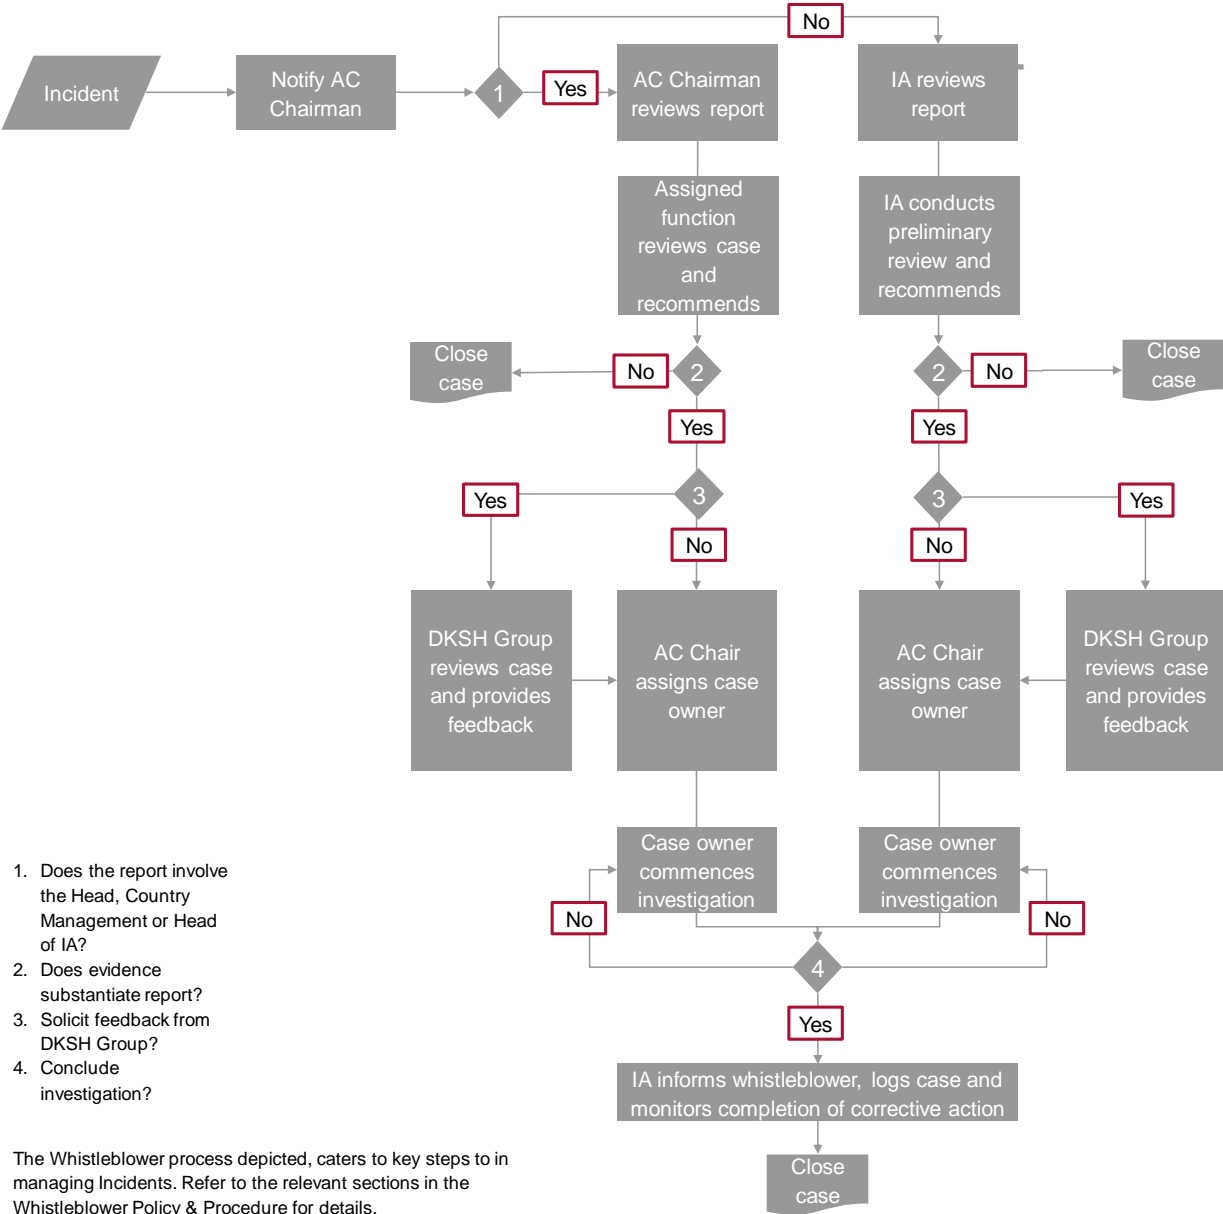 No
Incident
Notify AC
Chairman
1
Yes
AC Chairman
reviews report
IA reviews
report
Assigned
function
reviews case
and
recommends
IA conducts
preliminary
review and
recommends
Close
case
No
2
2
No
Close
case
Yes
Yes
Yes
3
3
Yes
No
No
DKSH Group
reviews case
and provides
feedback
AC Chair
assigns case
owner
AC Chair
assigns case
owner
DKSH Group
reviews case
and provides
feedback
Case owner
commences
investigation
Case owner
commences
investigation
No
No
4
Yes
IA informs whistleblower, logs case and
monitors completion of corrective action
Close
case
1. Does the report involve
the Head, Country
Management or Head
of IA?
2. Does evidence
substantiate report?
3. Solicit feedback from
DKSH Group?
4. Conclude
investigation?
The Whistleblower process depicted, caters to key steps to in
managing Incidents. Refer to the relevant sections in the
Whistleblower Policy & Procedure for details.